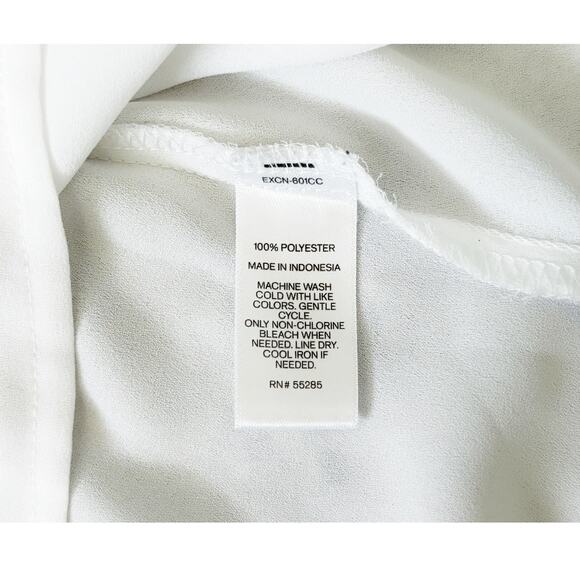 EXCN-601CC
100% POLYESTER
MADE IN INDONESIA
MACHINE WASH
COLD WITH LIKE
COLORS. GENTLE
CYCLE.
ONLY NON-CHLORINE
BLEACH WHEN
NEEDED. LINE DRY.
COOL IRON IF
NEEDED.
RN# 55285